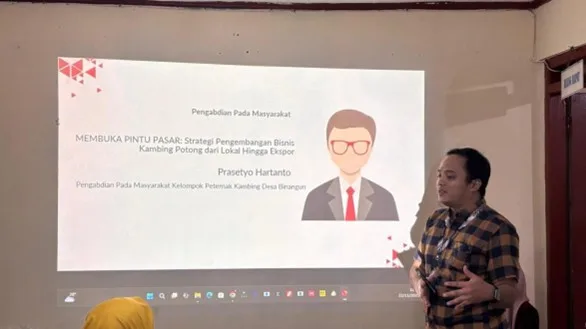 Pengabdian Pada Masyarakat
MEMBUKA PINTU PASAR: Strategi Pengembangan Bisnis
Kambing Potong dari Lokal Hingga Ekspor
Prasetyo Hartanto
Pengabdian Pada Masyarakat Kelompok Peternak Kambing Desa Binangun